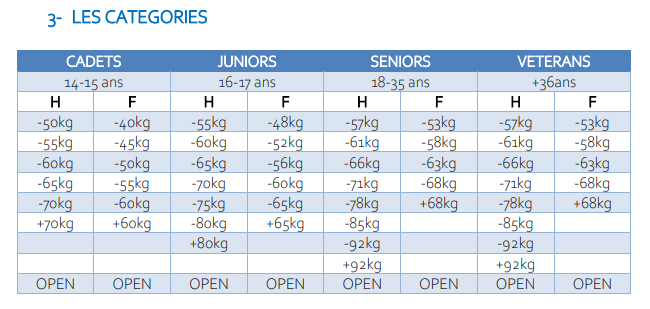 3- LES CATEGORIES
CADETS JUNIORS SENIORS VETERANS
14-15 ans 16-17 ans 18-35 ans +36ans
H F H F H F H F
-50kg -40kg -55kg -48kg -57kg -53kg -57kg -53kg
-55kg -45kg -60kg -52kg -61kg -58kg -61kg -58kg
-60kg -50kg -65kg -56kg -66kg -63kg -66kg -63kg
-65kg -55kg -70kg -60kg -71kg -68kg -71kg -68kg
-70kg -60kg -75kg -65kg -78kg +68kg -78kg +68kg
+70kg +60kg -80kg +65kg -85kg -85kg
+80kg -92kg -92kg
+92kg +92kg
OPEN OPEN OPEN OPEN OPEN OPEN OPEN OPEN